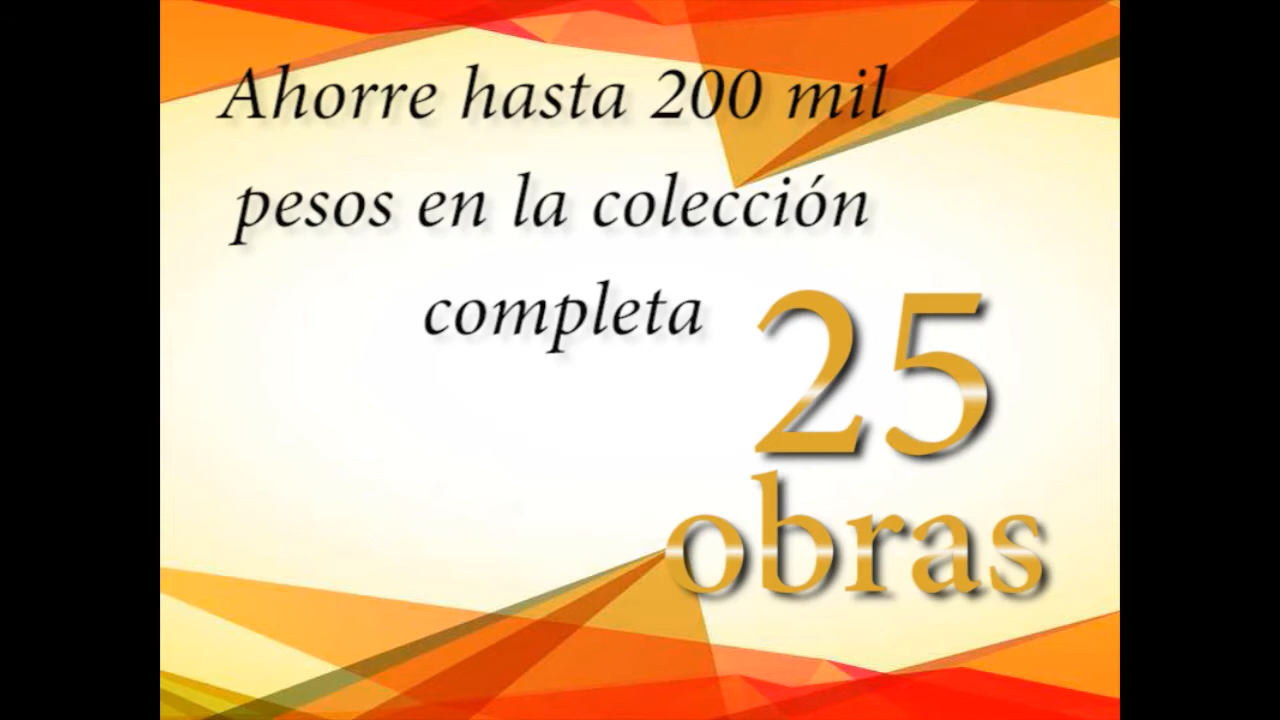 Ahorre hasta 200 mil
pesos en la colección
completa
25
obras